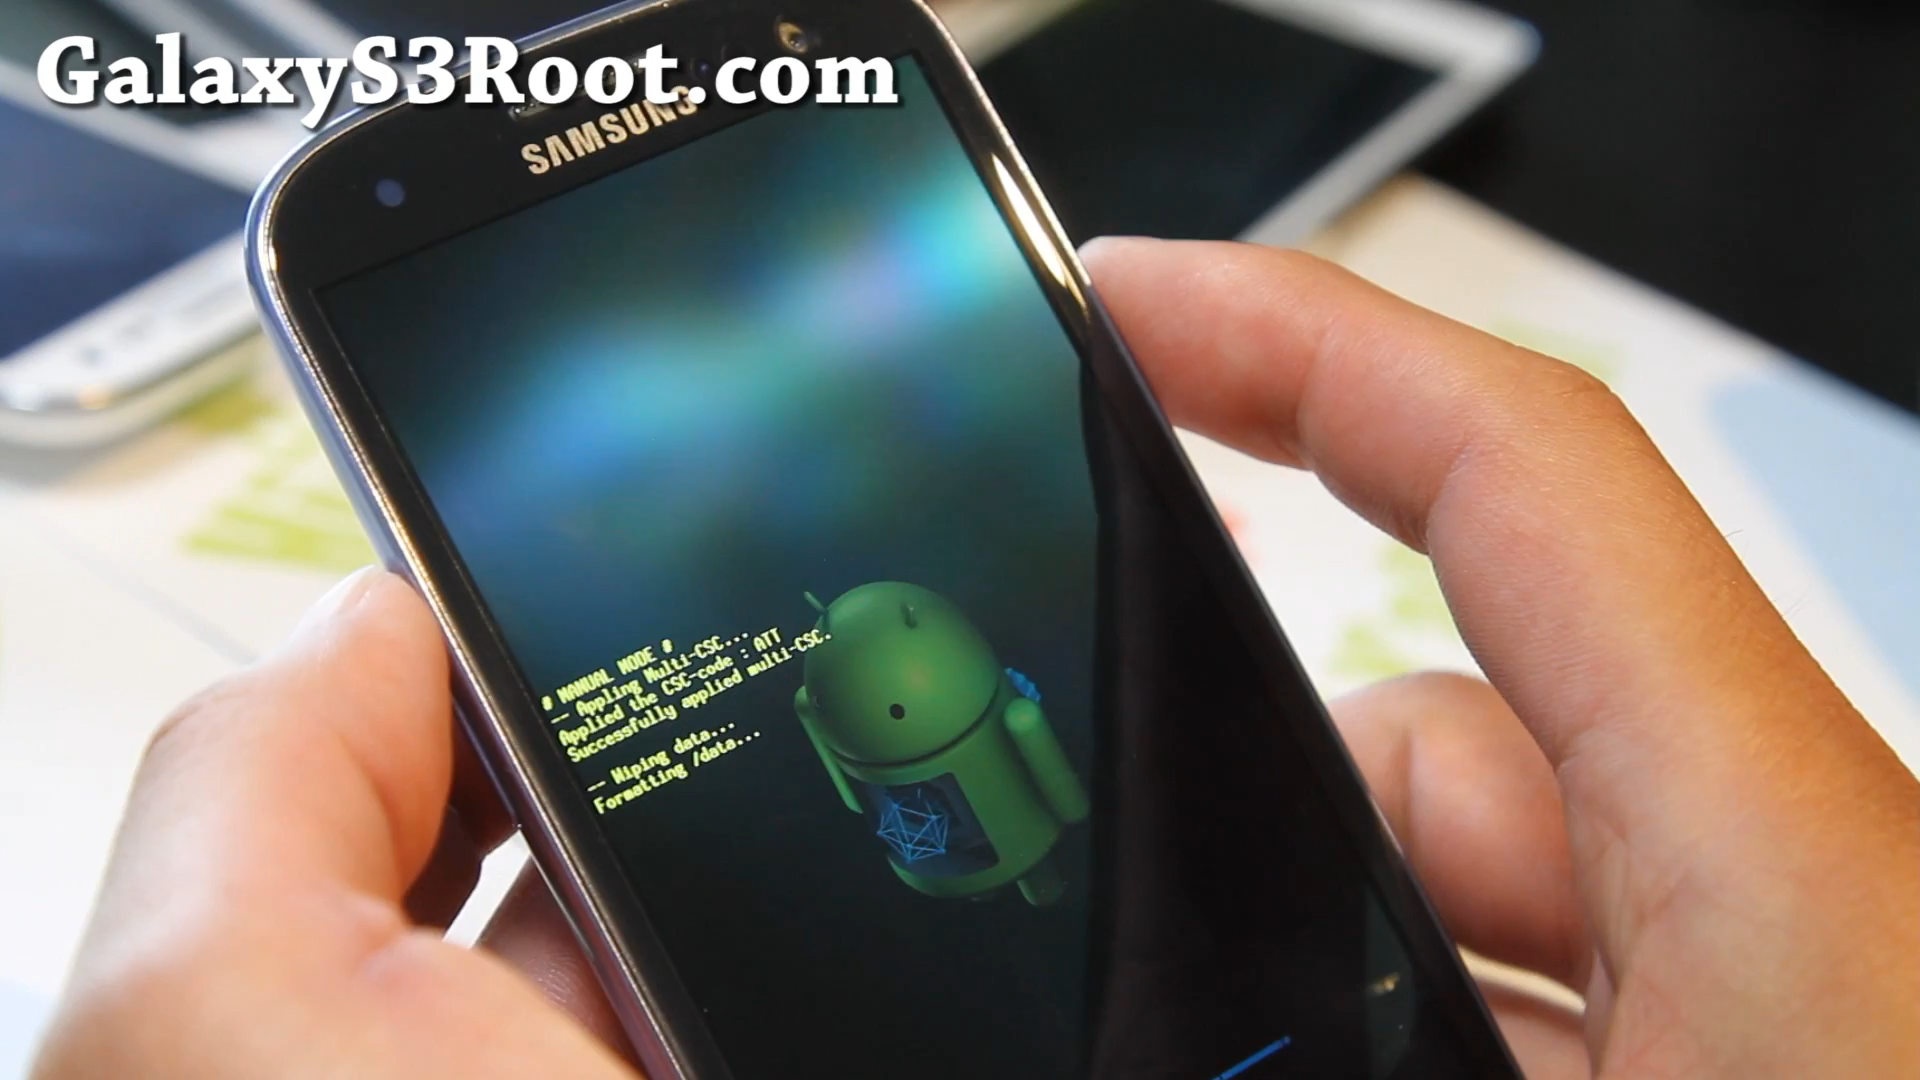 GalaxyS3Root.com
SAMSUNG
# MANUAL MODE #
-- Appling Multi-CSC...
Applied the CSC-code : ATT
Successfully applied multi-CSC.
-- Wiping data...
Formatting /data...